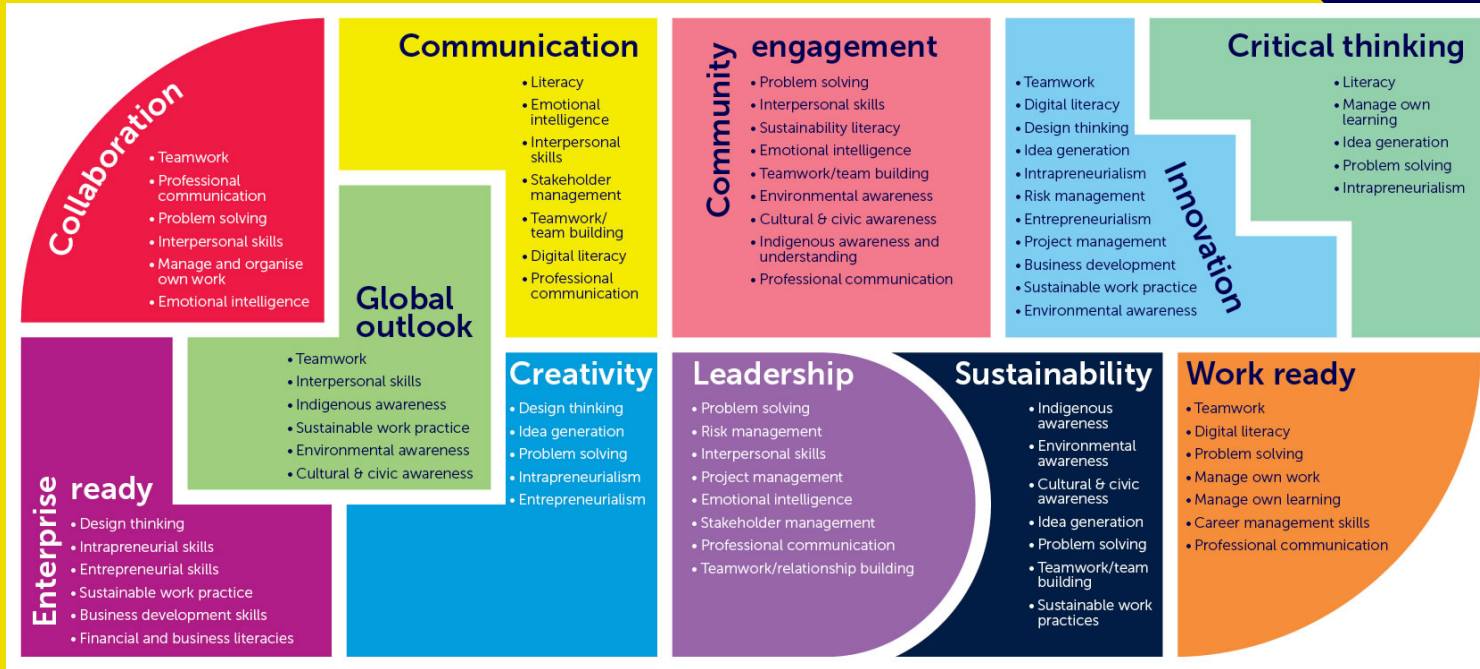 Collaboration
• Teamwork
• Professional
communication
• Problem solving
• Interpersonal skills
• Manage and organise
own work
• Emotional intelligence
Communication
• Literacy
• Emotional
intelligence
• Interpersonal
skills
• Stakeholder
management
• Teamwork/
team building
• Digital literacy
• Professional
communication
Community engagement
• Problem solving
• Interpersonal skills
• Sustainability literacy
• Emotional intelligence
• Teamwork/team building
• Environmental awareness
• Cultural & civic awareness
• Indigenous awareness and
understanding
• Professional communication
Innovation
• Teamwork
• Digital literacy
• Design thinking
• Idea generation
• Intrapreneurialism
• Risk management
• Entrepreneurialism
• Project management
• Business development
• Sustainable work practice
• Environmental awareness
Critical thinking
• Literacy
• Manage own
learning
• Idea generation
• Problem solving
• Intrapreneurialism
Enterprise ready
• Design thinking
• Intrapreneurial skills
• Entrepreneurial skills
• Sustainable work practice
• Business development skills
• Financial and business literacies
Global
outlook
• Teamwork
• Interpersonal skills
• Indigenous awareness
• Sustainable work practice
• Environmental awareness
• Cultural & civic awareness
Creativity
• Design thinking
• Idea generation
• Problem solving
• Intrapreneurialism
• Entrepreneurialism
Leadership
• Problem solving
• Risk management
• Interpersonal skills
• Project management
• Emotional intelligence
• Stakeholder management
• Professional communication
• Teamwork/relationship building
Sustainability
• Indigenous
awareness
• Environmental
awareness
• Cultural & civic
awareness
• Idea generation
• Problem solving
• Teamwork/team
building
• Sustainable work
practices
Work ready
• Teamwork
• Digital literacy
• Problem solving
• Manage own work
• Manage own learning
• Career management skills
• Professional communication